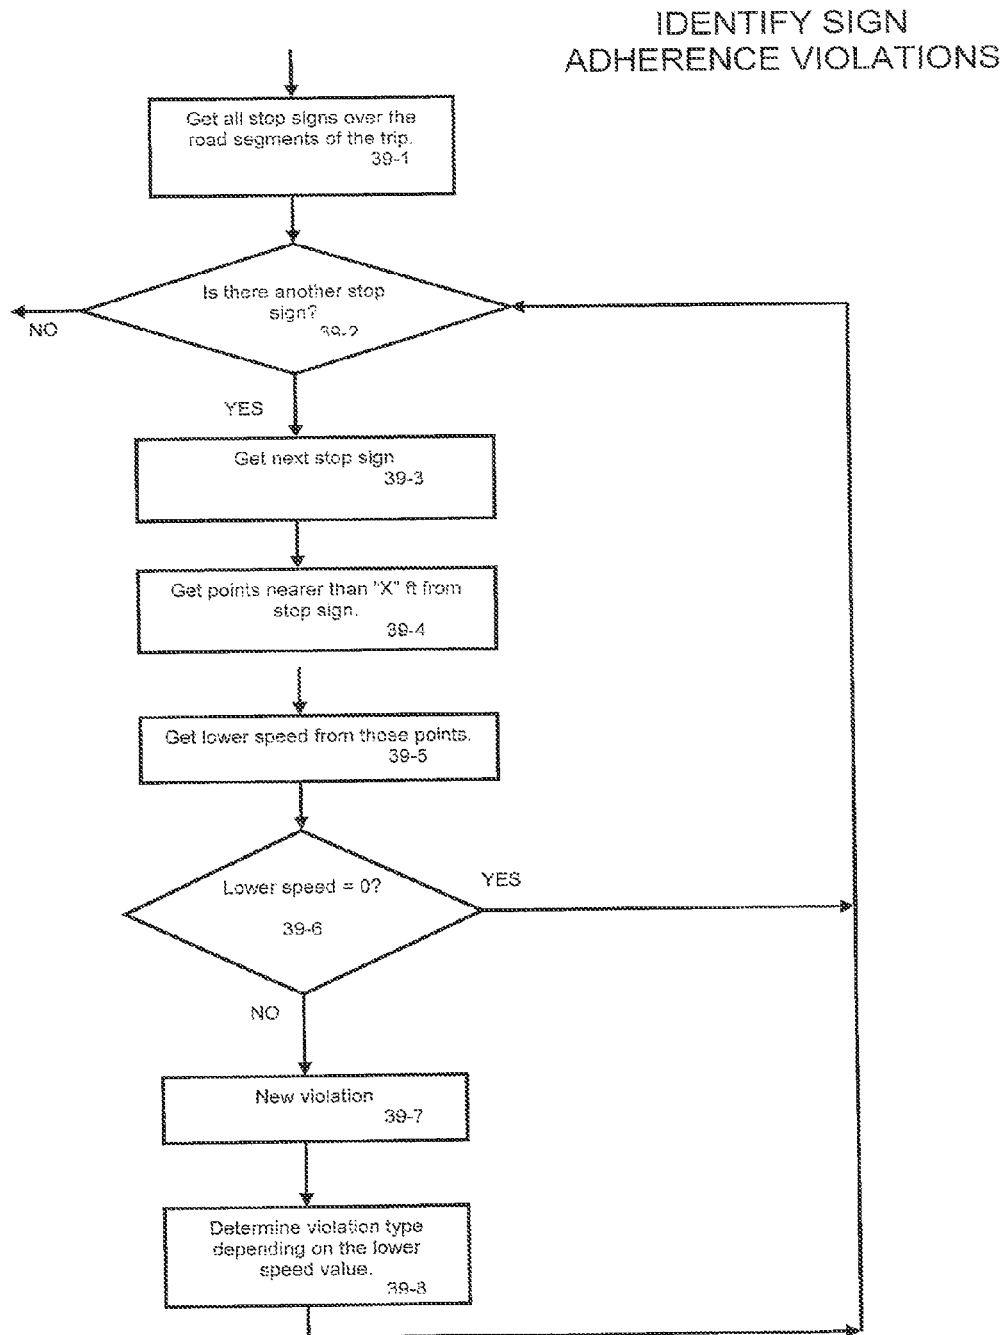 IDENTIFY SIGN
ADHERENCE VIOLATIONS
Get all stop signs over the
road segments of the trip.
39-1
Is there another stop
sign?
39-2
NO
YES
Get next stop sign
39-3
Get points nearer than "X" ft from
stop sign.
39-4
Get lower speed from those points.
39-5
Lower speed = 0?
YES
39-6
NO
New violation
39-7
Determine violation type
depending on the lower
speed value.
39-8